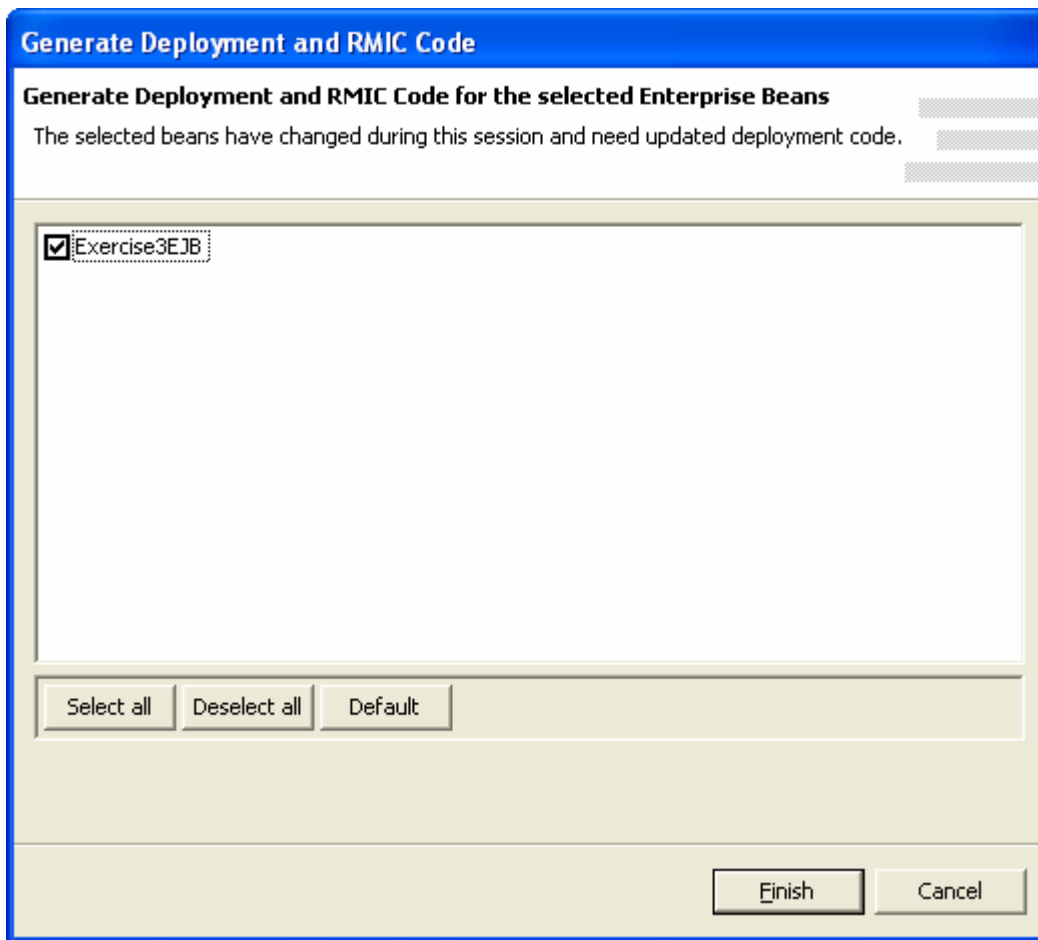 Generate Deployment and RMIC Code
Generate Deployment and RMIC Code for the selected Enterprise Beans
The selected beans have changed during this session and need updated deployment code.
Exercise3EJB
Select all Deselect all Default
Finish Cancel